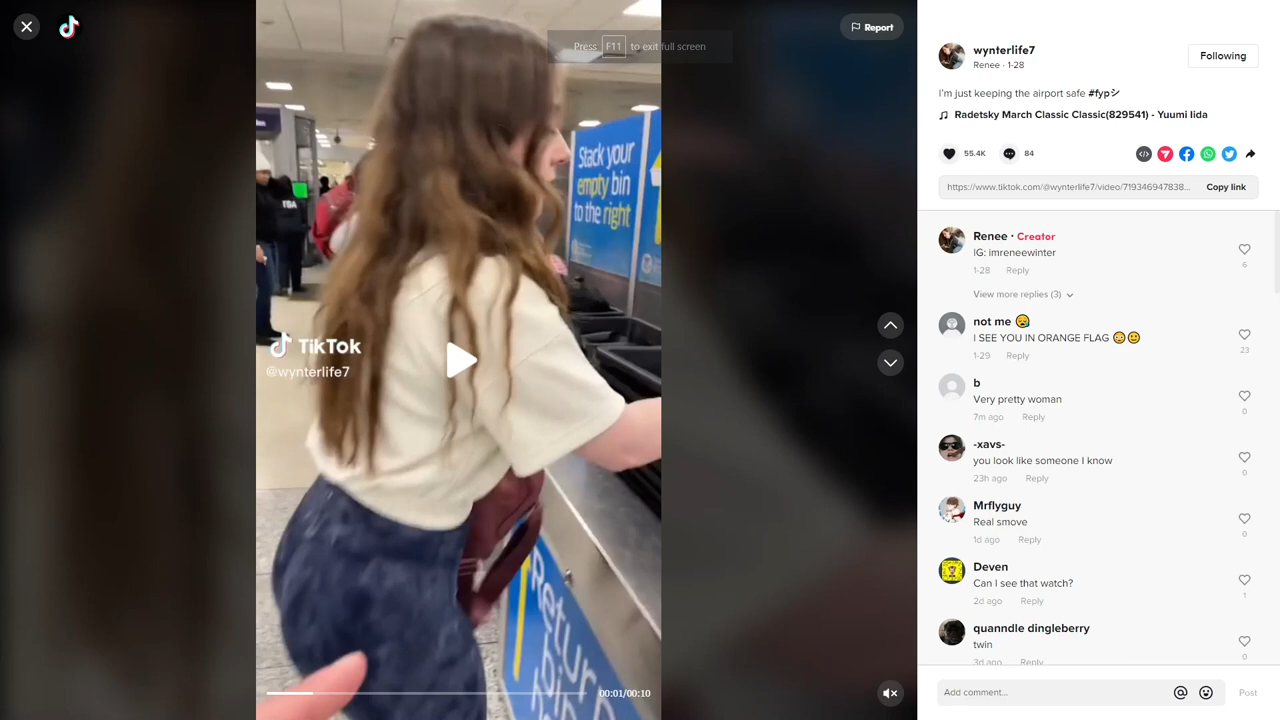 Report
Press F11 to exit full screen
Stack your
empty bin
to the right
TSA
TikTok
@wynterlife7
Return
bin
00:01/00:10
wynterlife7
Renee · 1-28
Following
I'm just keeping the airport safe #fypシ
Radetsky March Classic Classic(829541) - Yuumi Iida
55.4K
84
https://www.tiktok.com/@wynterlife7/video/719346947838...
Copy link
Renee · Creator
IG: imreneewinter
1-28 Reply
6
View more replies (3)
not me 😪
I SEE YOU IN ORANGE FLAG 😳🙂
1-29 Reply
23
b
Very pretty woman
7m ago Reply
0
-xavs-
you look like someone I know
23h ago Reply
0
Mrflyguy
Real smove
1d ago Reply
0
Deven
Can I see that watch?
2d ago Reply
1
quanndle dingleberry
twin
3d ago Reply
0
Add comment...
Post